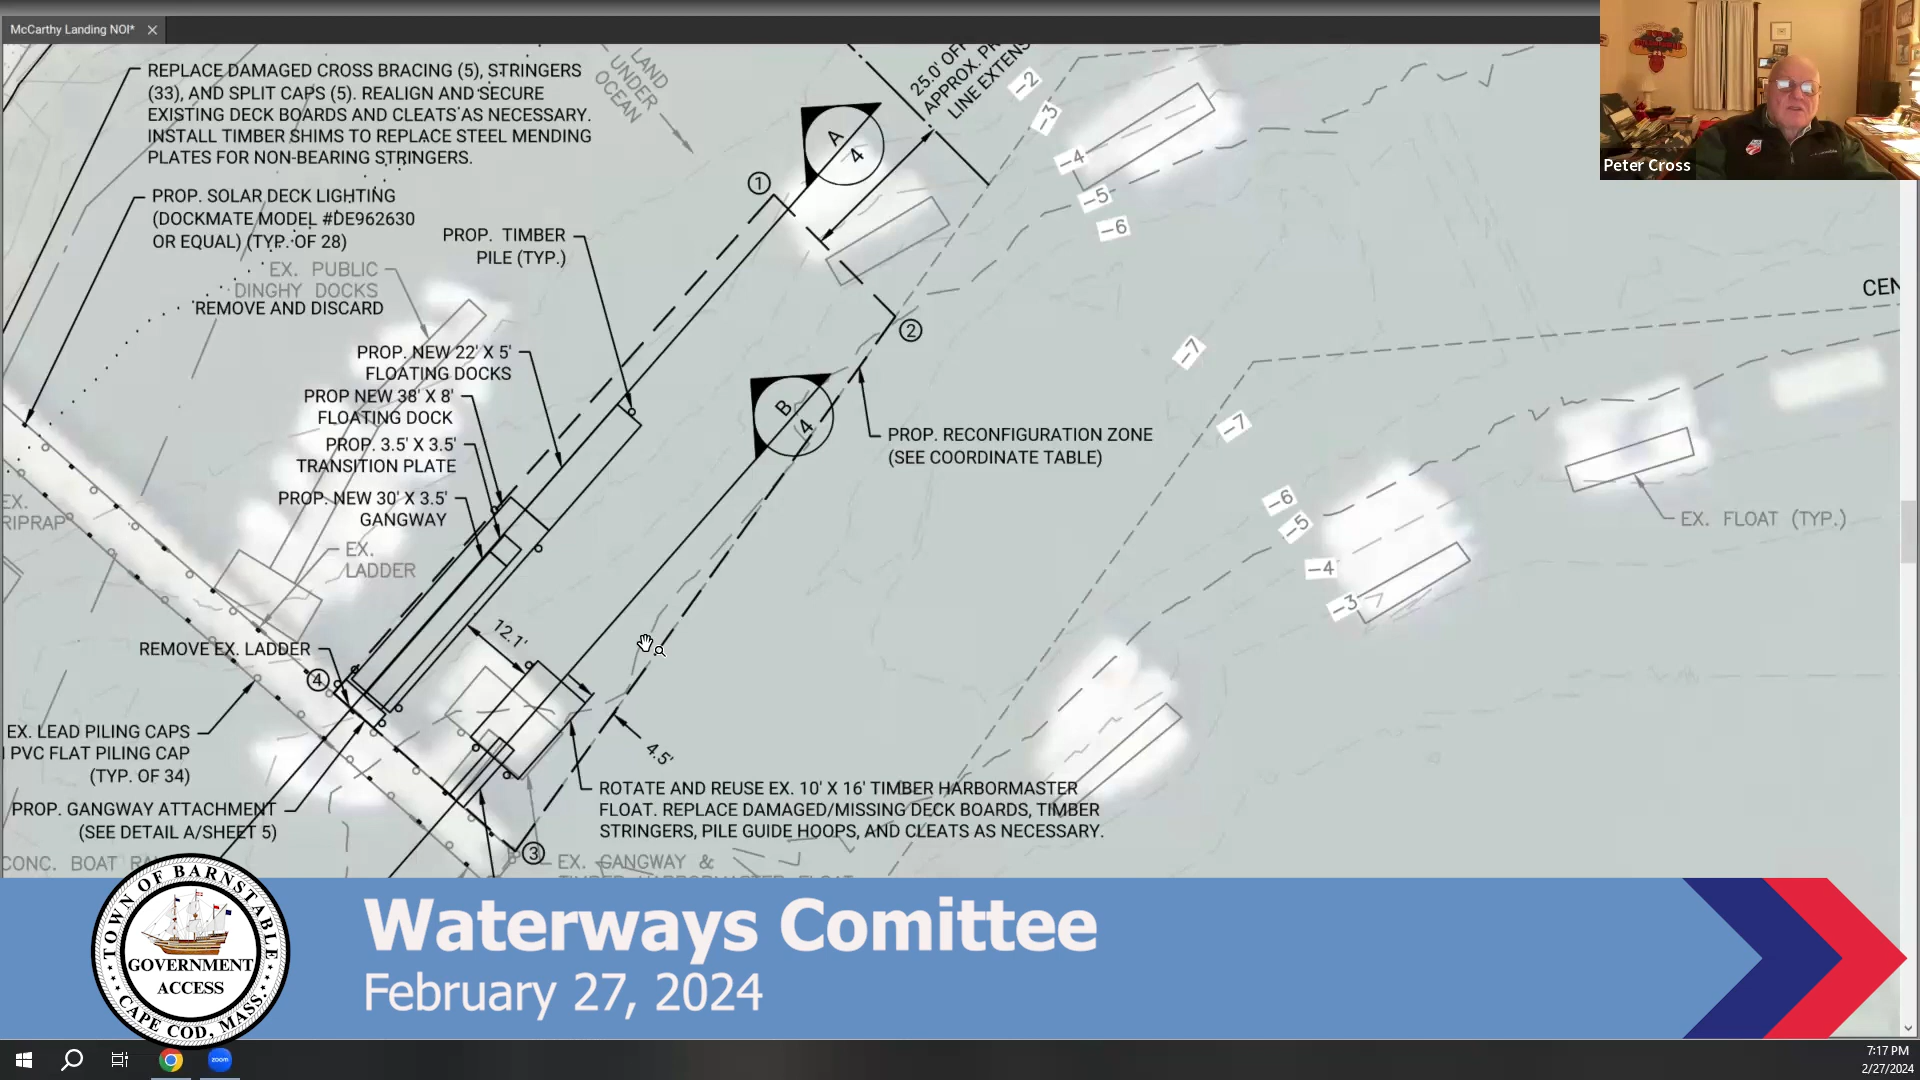 McCarthy Landing NOI*
REPLACE DAMAGED CROSS BRACING (5), STRINGERS
(33), AND SPLIT CAPS (5). REALIGN AND SECURE
EXISTING DECK BOARDS AND CLEATS AS NECESSARY.
INSTALL TIMBER SHIMS TO REPLACE STEEL MENDING
PLATES FOR NON-BEARING STRINGERS.
LAND
UNDER
OCEAN
25.0' OFF
APPROX.
LINE EXTENS
Peter Cross
PROP. SOLAR DECK LIGHTING
(DOCKMATE MODEL #DE962630
OR EQUAL) (TYP. OF 28)
PROP. TIMBER
PILE (TYP.)
EX. PUBLIC
DINGHY DOCKS
REMOVE AND DISCARD
A
4
1
2
-2
-3
-4
-5
-6
-7
-7
CEN
PROP. NEW 22' X 5'
FLOATING DOCKS
PROP NEW 38' X 8'
FLOATING DOCK
PROP. 3.5' X 3.5'
TRANSITION PLATE
PROP. NEW 30' X 3.5'
GANGWAY
B
4
PROP. RECONFIGURATION ZONE
(SEE COORDINATE TABLE)
-6
-5
-4
-3
EX. FLOAT (TYP.)
EX.
RIPRAP
EX.
LADDER
REMOVE EX. LADDER
12.1'
4
4.5'
EX. LEAD PILING CAPS
PVC FLAT PILING CAP
(TYP. OF 34)
PROP. GANGWAY ATTACHMENT
(SEE DETAIL A/SHEET 5)
ROTATE AND REUSE EX. 10' X 16' TIMBER HARBORMASTER
FLOAT. REPLACE DAMAGED/MISSING DECK BOARDS, TIMBER
STRINGERS, PILE GUIDE HOOPS, AND CLEATS AS NECESSARY.
3
CONC. BOAT RA
EX. GANGWAY &
TOWN OF BARNSTABLE
GOVERNMENT
ACCESS
CAPE COD, MASS.
Waterways Comittee
February 27, 2024
zoom
7:17 PM
2/27/2024